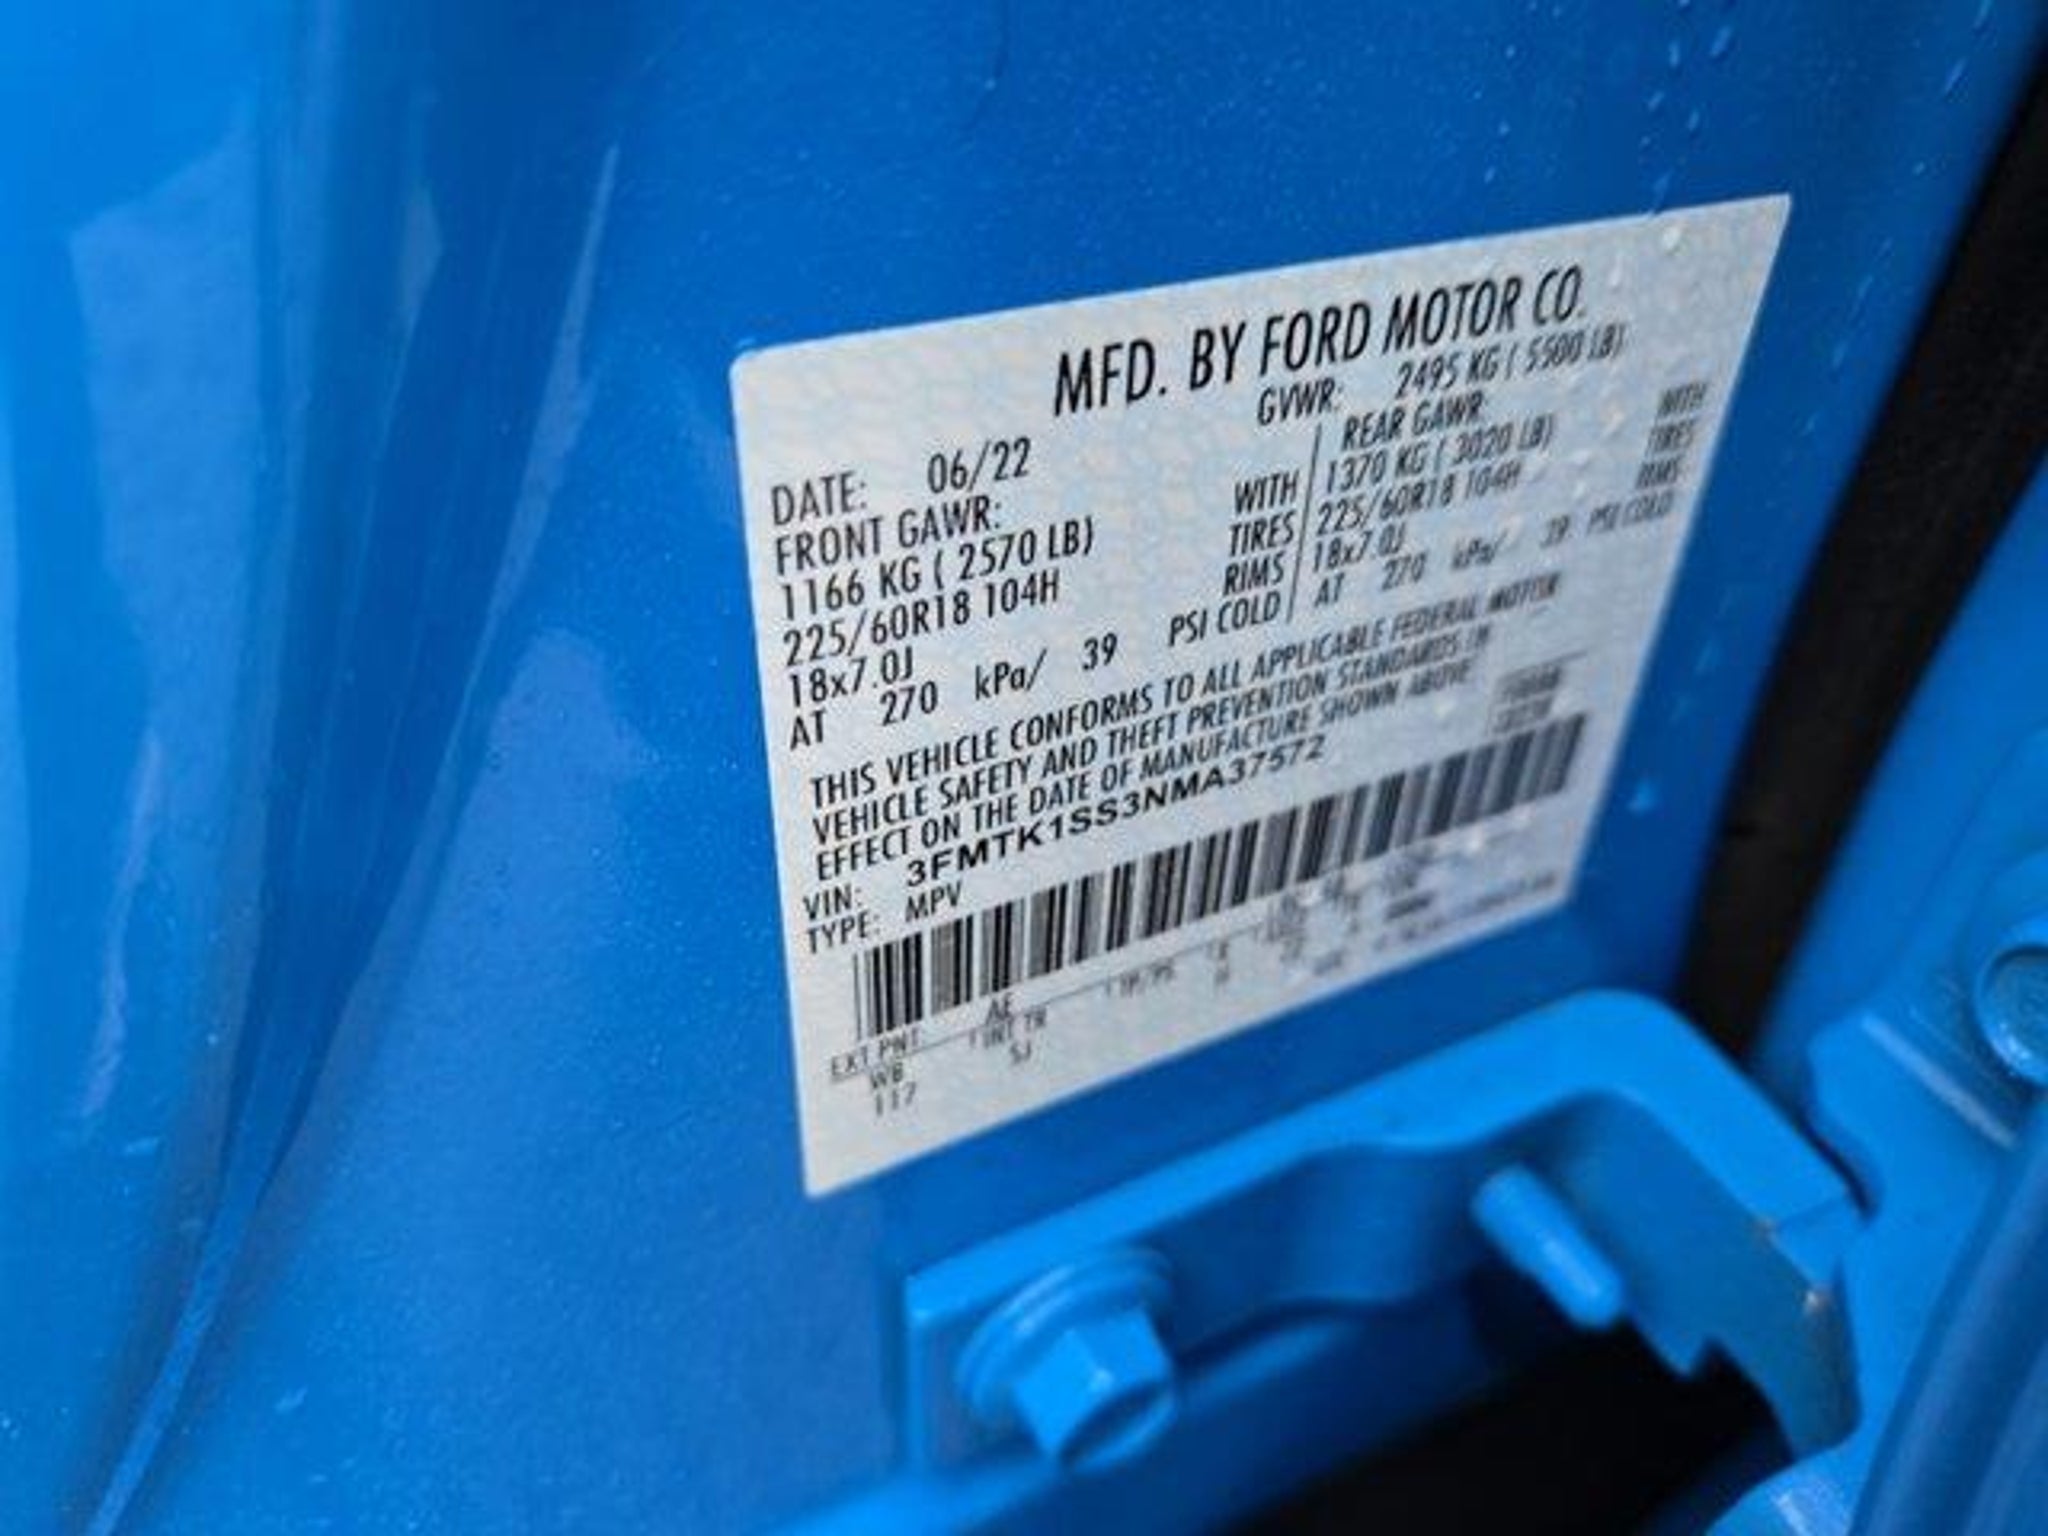 MFD. BY FORD MOTOR CO.
DATE: 06/22 GVWR: 2495 KG ( 5500 LB)
FRONT GAWR: REAR GAWR:
1166 KG ( 2570 LB) WITH 1370 KG ( 3020 LB) WITH
225/60R18 104H TIRES 225/60R18 104H TIRES
18x7.0J RIMS 18x7.0J RIMS
AT 270 kPa/ 39 PSI COLD AT 270 kPa/ 39 PSI COLD
THIS VEHICLE CONFORMS TO ALL APPLICABLE FEDERAL MOTOR
VEHICLE SAFETY AND THEFT PREVENTION STANDARDS IN
EFFECT ON THE DATE OF MANUFACTURE SHOWN ABOVE
VIN: 3FMTK1SS3NMA37572
TYPE: MPV
AE
EXT PNT INT TR
WB SJ
117